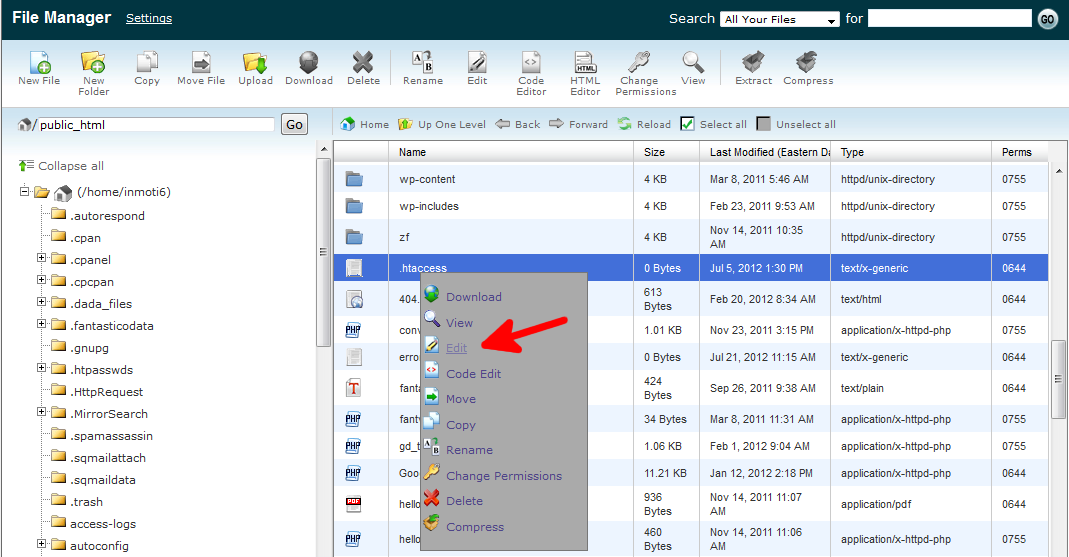 File Manager Settings Search All Your Files for GO
New File New Folder Copy Move File Upload Download Delete Rename Edit Code Editor HTML Editor Change Permissions View Extract Compress
/ public_html Go Home Up One Level Back Forward Reload Select all Unselect all
Collapse all
(/home/inmoti6)
.autorespond
.cpan
.cpanel
.cpcpan
.dada_files
.fantasticodata
.gnupg
.htpasswds
.HttpRequest
.MirrorSearch
.spamassassin
.sqmailattach
.sqmaildata
.trash
access-logs
autoconfig
Name Size Last Modified (Eastern Da Type Perms
wp-content 4 KB Mar 8, 2011 5:46 AM httpd/unix-directory 0755
wp-includes 4 KB Feb 23, 2011 9:53 AM httpd/unix-directory 0755
zf 4 KB Nov 14, 2011 10:35 AM httpd/unix-directory 0755
.htaccess 0 Bytes Jul 5, 2012 1:30 PM text/x-generic 0644
404. 613 Bytes Feb 20, 2012 8:34 AM text/html 0644
PHP conv 1.01 KB Nov 23, 2011 3:15 PM application/x-httpd-php 0755
error 0 Bytes Jul 21, 2012 11:15 AM text/x-generic 0644
T fanta 424 Bytes Sep 26, 2011 9:38 AM text/plain 0644
PHP fant 34 Bytes Mar 8, 2011 11:31 AM application/x-httpd-php 0755
PHP gd_t 1.06 KB Feb 1, 2012 9:04 AM application/x-httpd-php 0755
PHP Goo 11.21 KB Jan 12, 2012 2:18 PM application/x-httpd-php 0644
PDF hello 936 Bytes Nov 14, 2011 11:07 AM application/pdf 0644
PHP hello 460 Bytes Nov 14, 2011 11:06 AM application/x-httpd-php 0755
Download
View
Edit
Code Edit
Move
Copy
Rename
Change Permissions
Delete
Compress